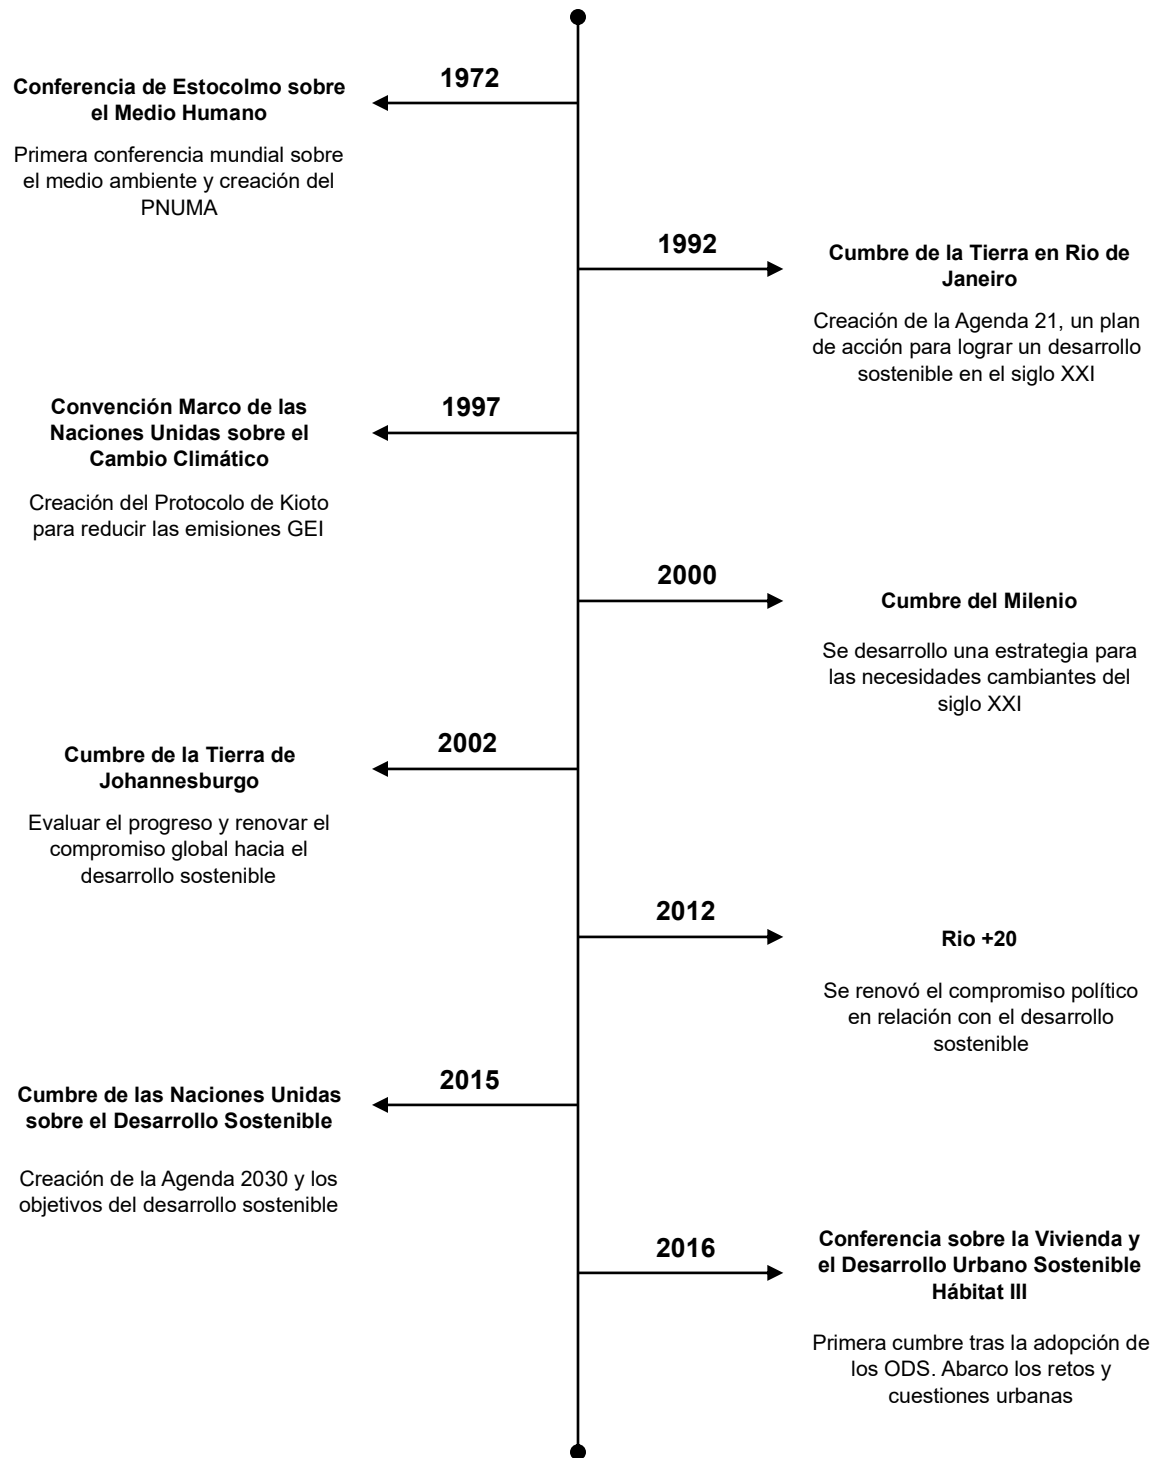 1972
Conferencia de Estocolmo sobre
el Medio Humano
Primera conferencia mundial sobre
el medio ambiente y creación del
PNUMA
1992
Cumbre de la Tierra en Rio de
Janeiro
Creación de la Agenda 21, un plan
de acción para lograr un desarrollo
sostenible en el siglo XXI
1997
Convención Marco de las
Naciones Unidas sobre el
Cambio Climático
Creación del Protocolo de Kioto
para reducir las emisiones GEI
2000
Cumbre del Milenio
Se desarrollo una estrategia para
las necesidades cambiantes del
siglo XXI
2002
Cumbre de la Tierra de
Johannesburgo
Evaluar el progreso y renovar el
compromiso global hacia el
desarrollo sostenible
2012
Rio +20
Se renovó el compromiso político
en relación con el desarrollo
sostenible
2015
Cumbre de las Naciones Unidas
sobre el Desarrollo Sostenible
Creación de la Agenda 2030 y los
objetivos del desarrollo sostenible
2016
Conferencia sobre la Vivienda y
el Desarrollo Urbano Sostenible
Hábitat III
Primera cumbre tras la adopción de
los ODS. Abarco los retos y
cuestiones urbanas